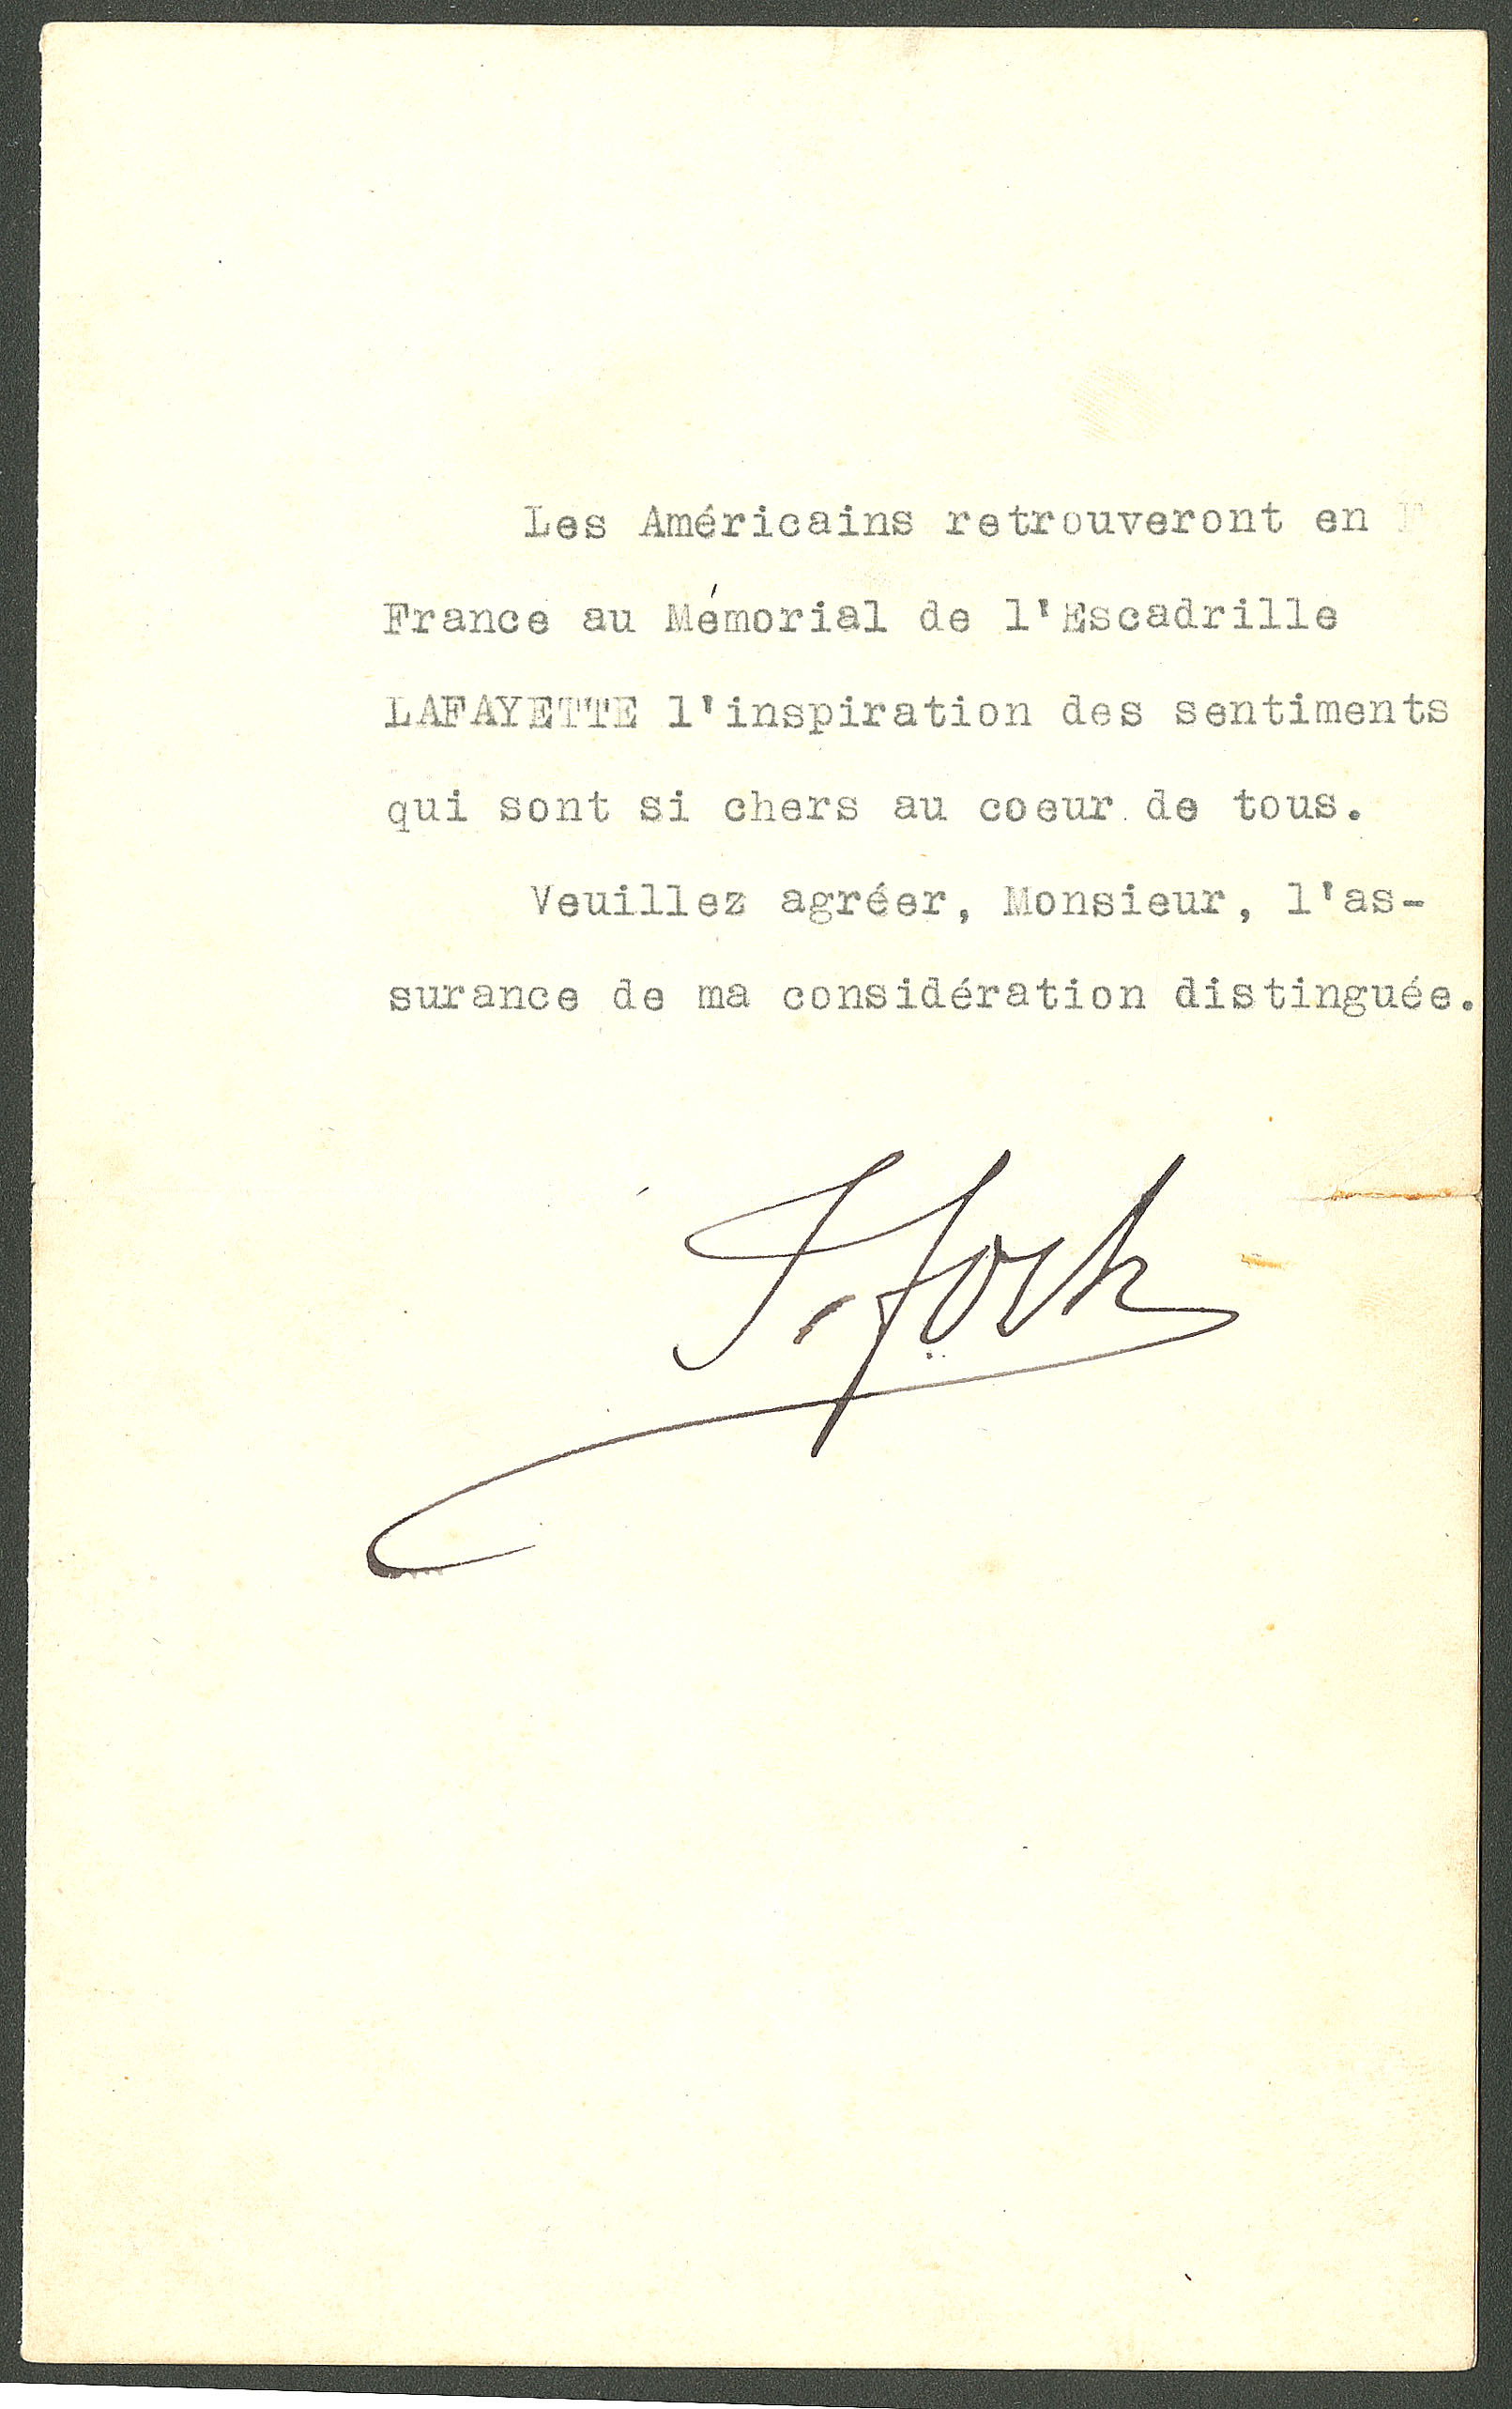 Les Américains retrouveront en F
France au Mémorial de l'Escadrille
LAFAYETTE l'inspiration des sentiments
qui sont si chers au coeur de tous.
Veuillez agréer, Monsieur, l'as-
surance de ma considération distinguée.
F. Foch